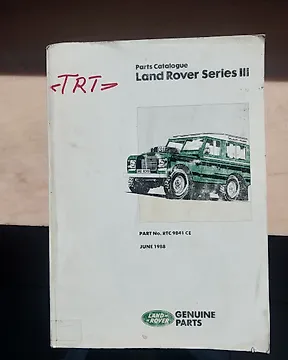 Parts Catalogue
Land Rover Series III
<TRT>
PART No. RTC 9841 CE
JUNE 1988
LAND
ROVER
GENUINE
PARTS